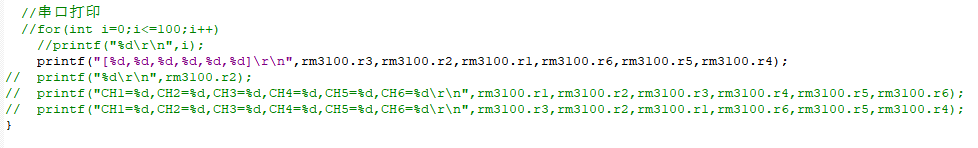 //串口打印
//for(int i=0;i<=100;i++)
//printf("%d\r\n",i);
printf("[%d,%d,%d,%d,%d,%d]\r\n",rm3100.r3,rm3100.r2,rm3100.r1,rm3100.r6,rm3100.r5,rm3100.r4);
// printf("%d\r\n",rm3100.r2);
// printf("CH1=%d,CH2=%d,CH3=%d,CH4=%d,CH5=%d,CH6=%d\r\n",rm3100.r1,rm3100.r2,rm3100.r3,rm3100.r4,rm3100.r5,rm3100.r6);
// printf("CH1=%d,CH2=%d,CH3=%d,CH4=%d,CH5=%d,CH6=%d\r\n",rm3100.r3,rm3100.r2,rm3100.r1,rm3100.r6,rm3100.r5,rm3100.r4);
}